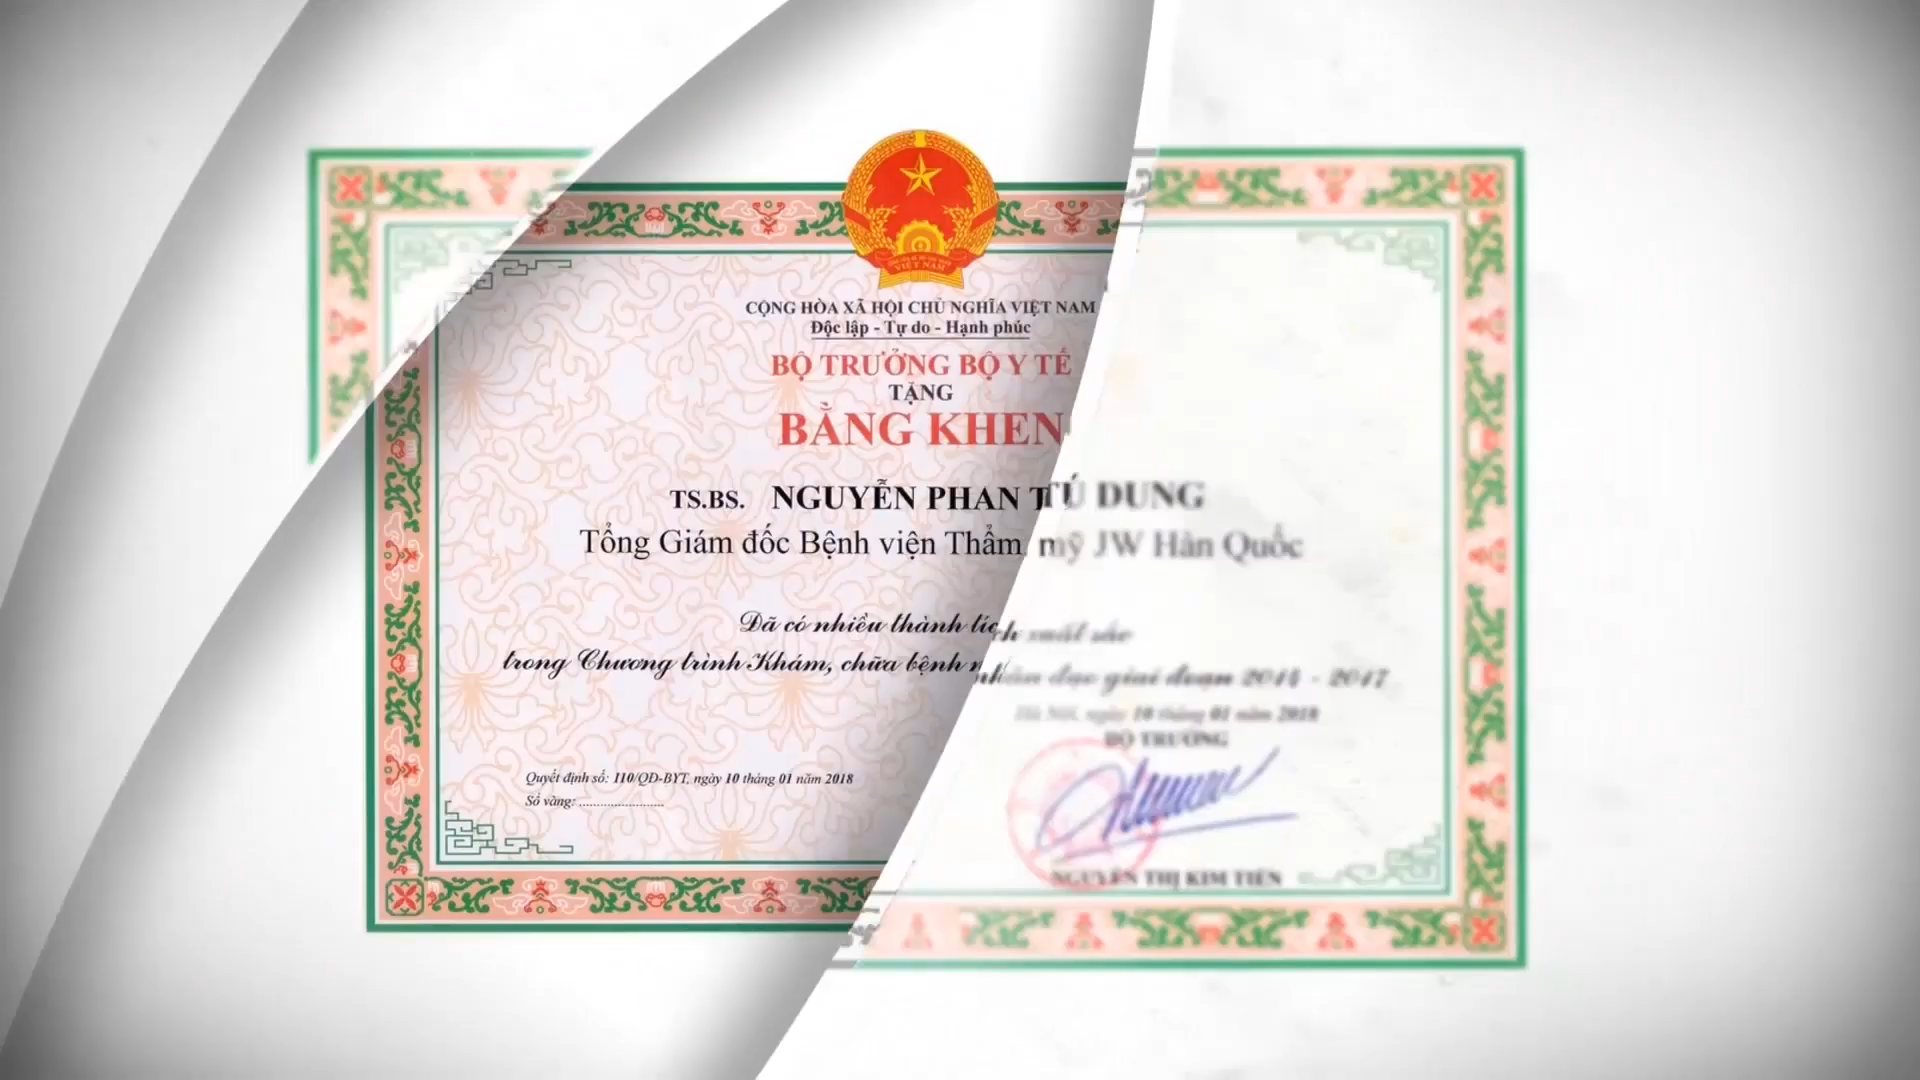 VIỆT NAM
CỘNG HÒA XÃ HỘI CHỦ NGHĨA VIỆT NAM
Độc lập - Tự do - Hạnh phúc
BỘ TRƯỞNG BỘ Y TẾ
TẶNG
BẰNG KHEN
TS.BS. NGUYỄN PHAN TÚ DUNG
Tổng Giám đốc Bệnh viện Thẩm mỹ JW Hàn Quốc
Đã có nhiều thành tích xuất sắc
trong Chương trình Khám, chữa bệnh nhân đạo giai đoạn 2014 - 2017
Hà Nội, ngày 10 tháng 01 năm 2018
BỘ TRƯỞNG
Quyết định số: 110/QĐ-BYT, ngày 10 tháng 01 năm 2018
Sổ vàng: ........................
NGUYỄN THỊ KIM TIẾN